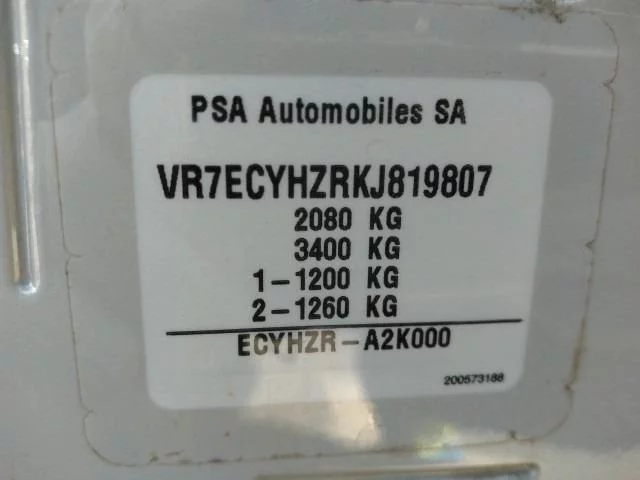 PSA Automobiles SA
VR7ECYHZRKJ819807
2080 KG
3400 KG
1-1200 KG
2-1260 KG
ECYHZR-A2K000
200573188